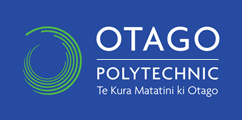 OTAGO
POLYTECHNIC
Te Kura Matatini ki Otago